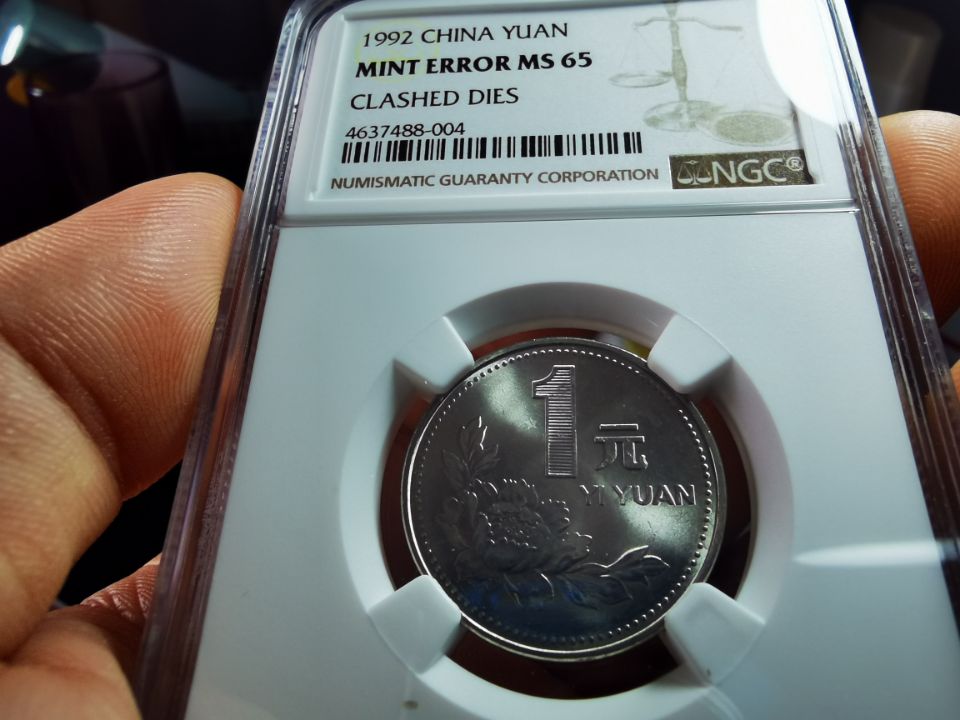 1992 CHINA YUAN
MINT ERROR MS 65
CLASHED DIES
4637488-004
NUMISMATIC GUARANTY CORPORATION
NGC®
1
元
YI YUAN